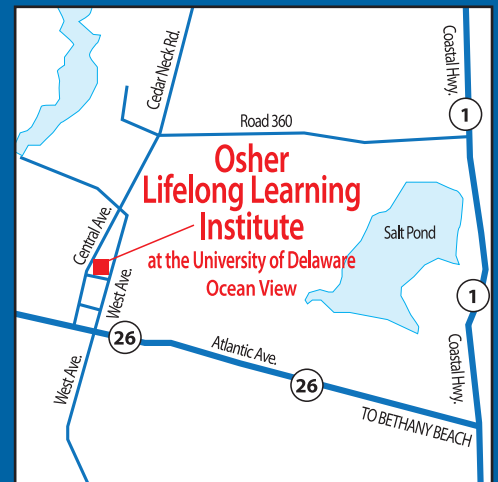 Cedar Neck Rd.
Coastal Hwy.
1
Road 360
Osher
Lifelong Learning
Institute
at the University of Delaware
Ocean View
Central Ave.
West Ave.
Salt Pond
1
26
Atlantic Ave.
26
Coastal Hwy.
West Ave.
TO BETHANY BEACH